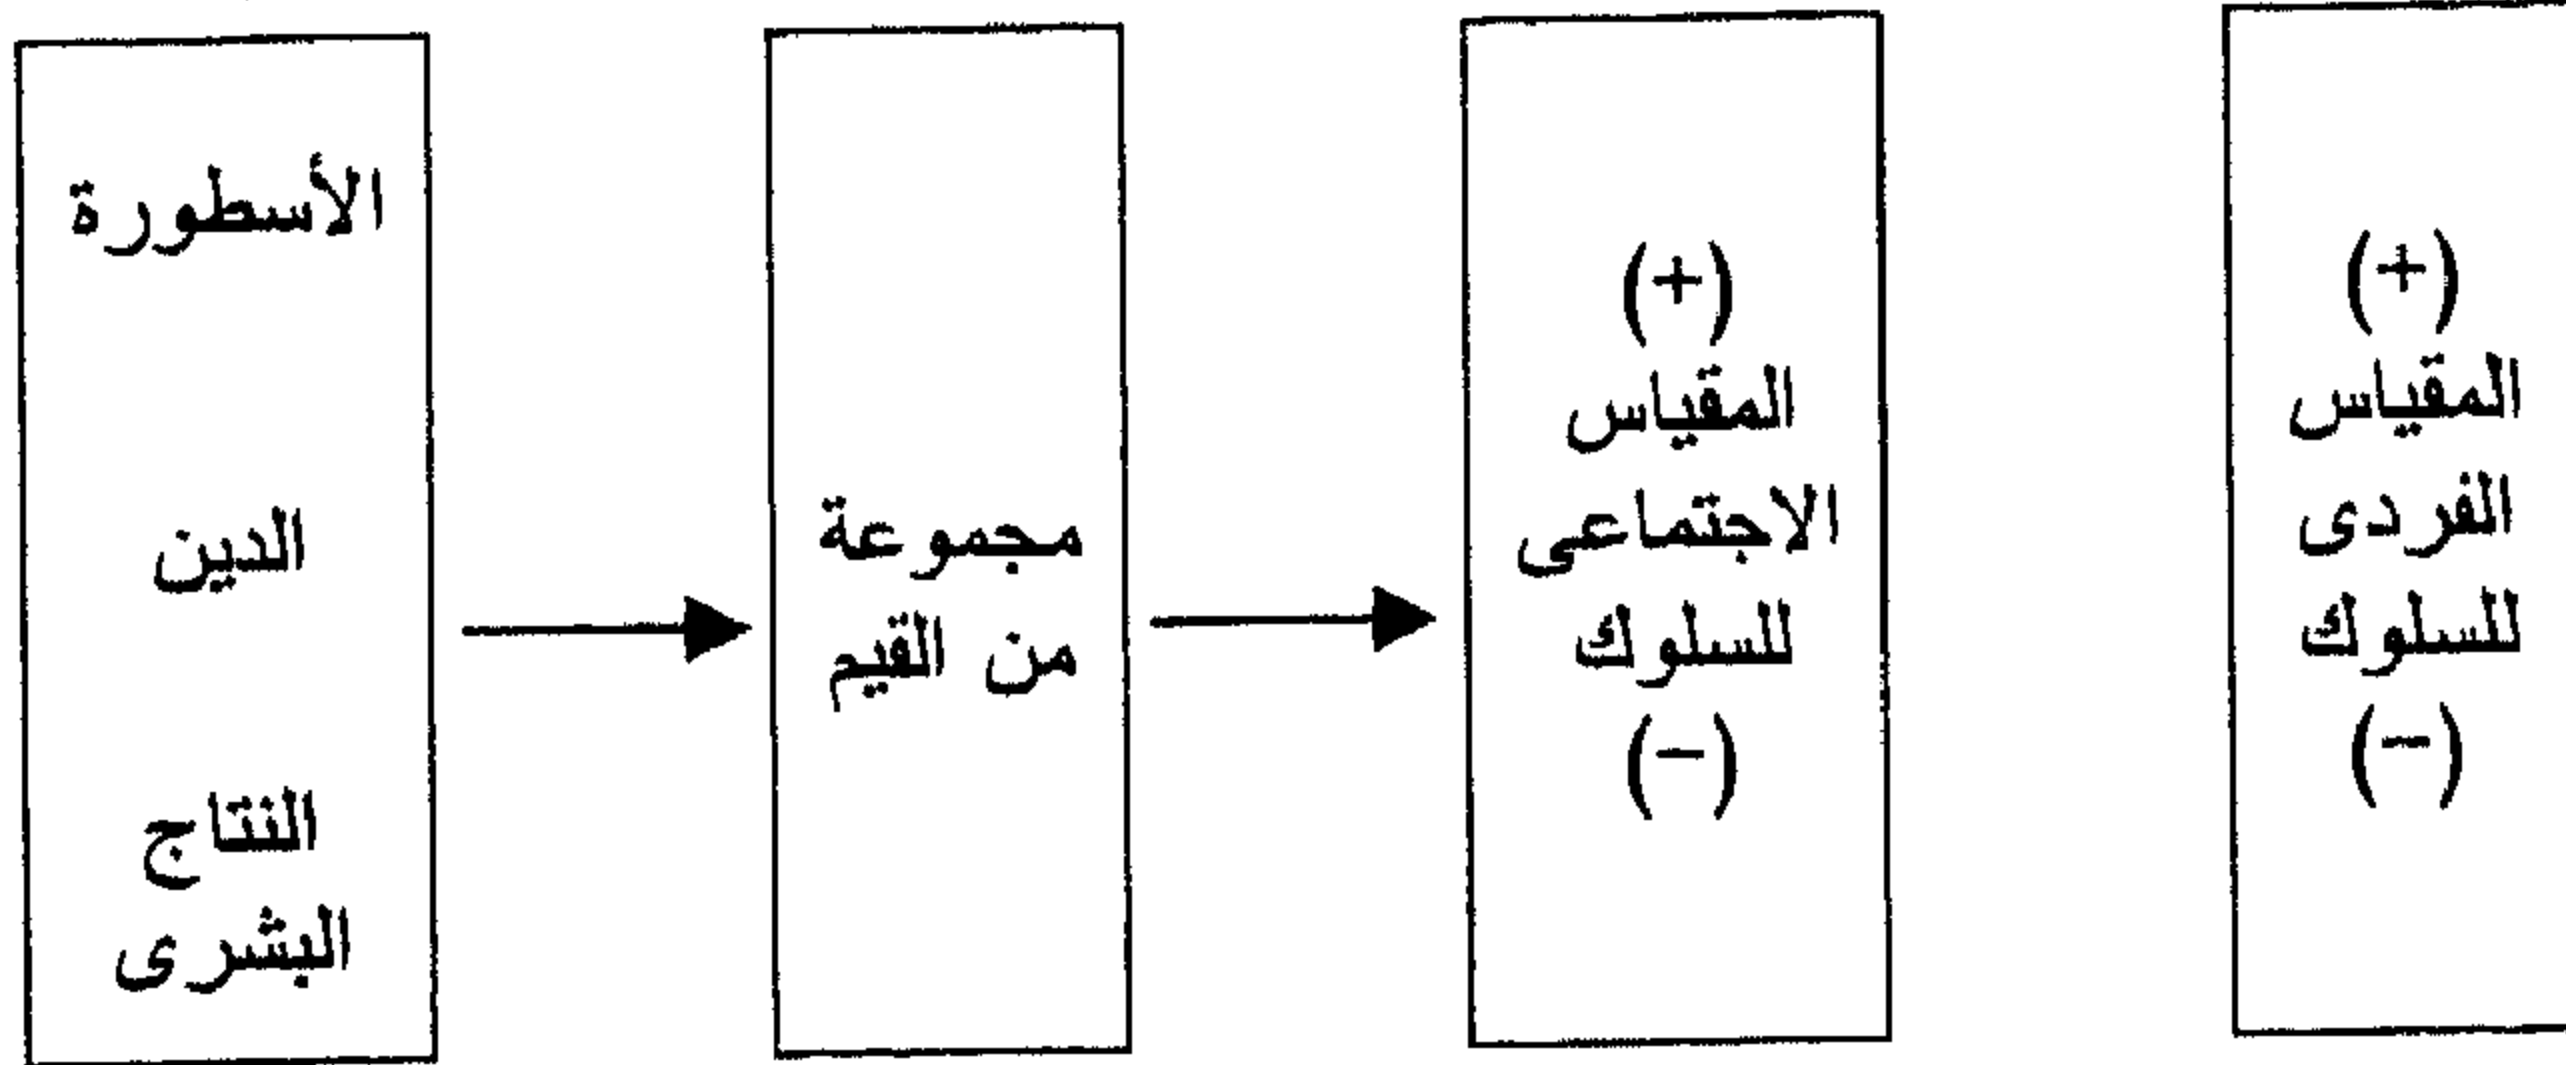 الأسطورة
الدين
النتاج
البشرى
مجموعة
من القيم
(+)
المقياس
الاجتماعى
للسلوك
(-)
(+)
المقياس
الفردى
للسلوك
(-)